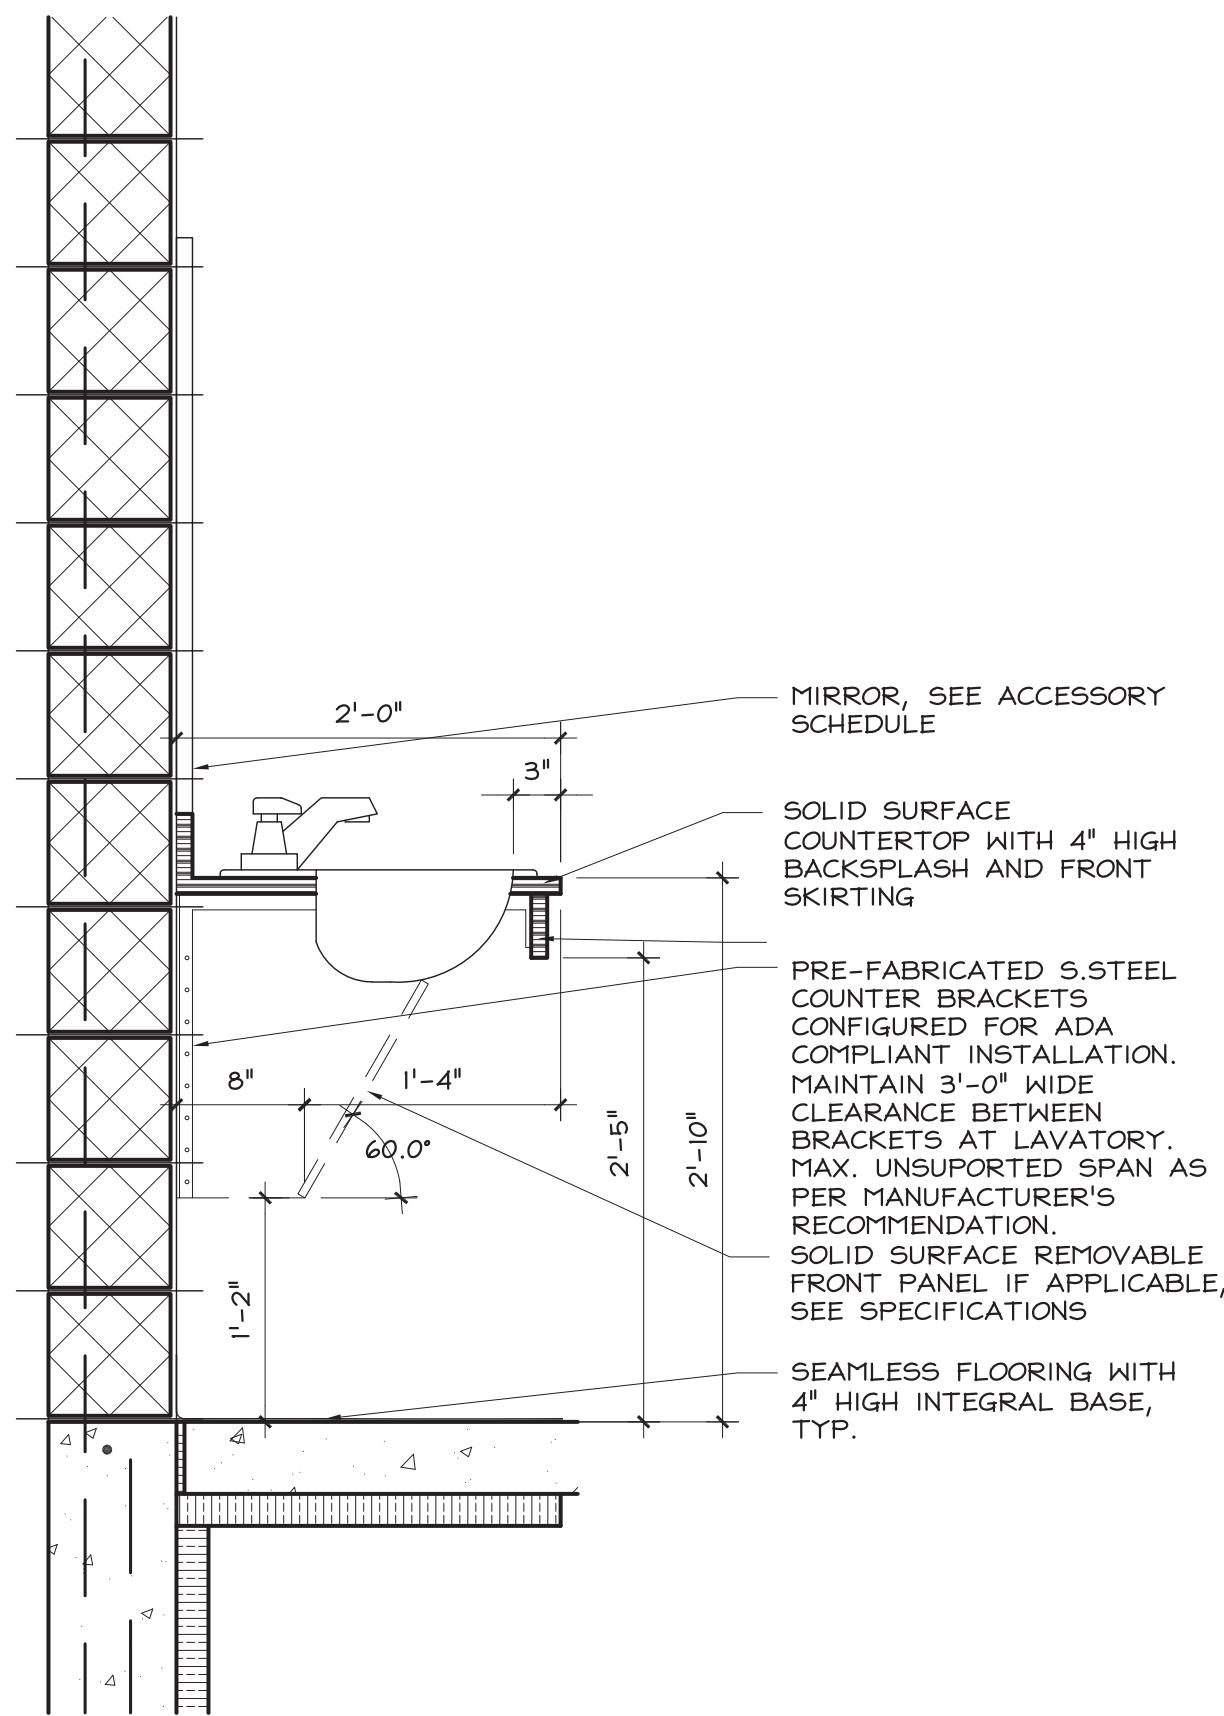 MIRROR, SEE ACCESSORY
SCHEDULE
2'-0"
3"
SOLID SURFACE
COUNTERTOP WITH 4" HIGH
BACKSPLASH AND FRONT
SKIRTING
PRE-FABRICATED S.STEEL
COUNTER BRACKETS
CONFIGURED FOR ADA
COMPLIANT INSTALLATION.
MAINTAIN 3'-0" WIDE
CLEARANCE BETWEEN
BRACKETS AT LAVATORY.
MAX. UNSUPORTED SPAN AS
PER MANUFACTURER'S
RECOMMENDATION.
8"
1'-4"
60.0°
2'-5"
2'-10"
SOLID SURFACE REMOVABLE
FRONT PANEL IF APPLICABLE,
SEE SPECIFICATIONS
1'-2"
SEAMLESS FLOORING WITH
4" HIGH INTEGRAL BASE,
TYP.